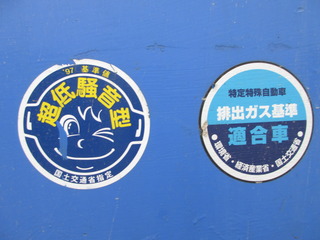 '97 基準値
超低騒音型
国土交通省指定
特定特殊自動車
排出ガス基準
適合車
・環境省・経済産業省・国土交通省・